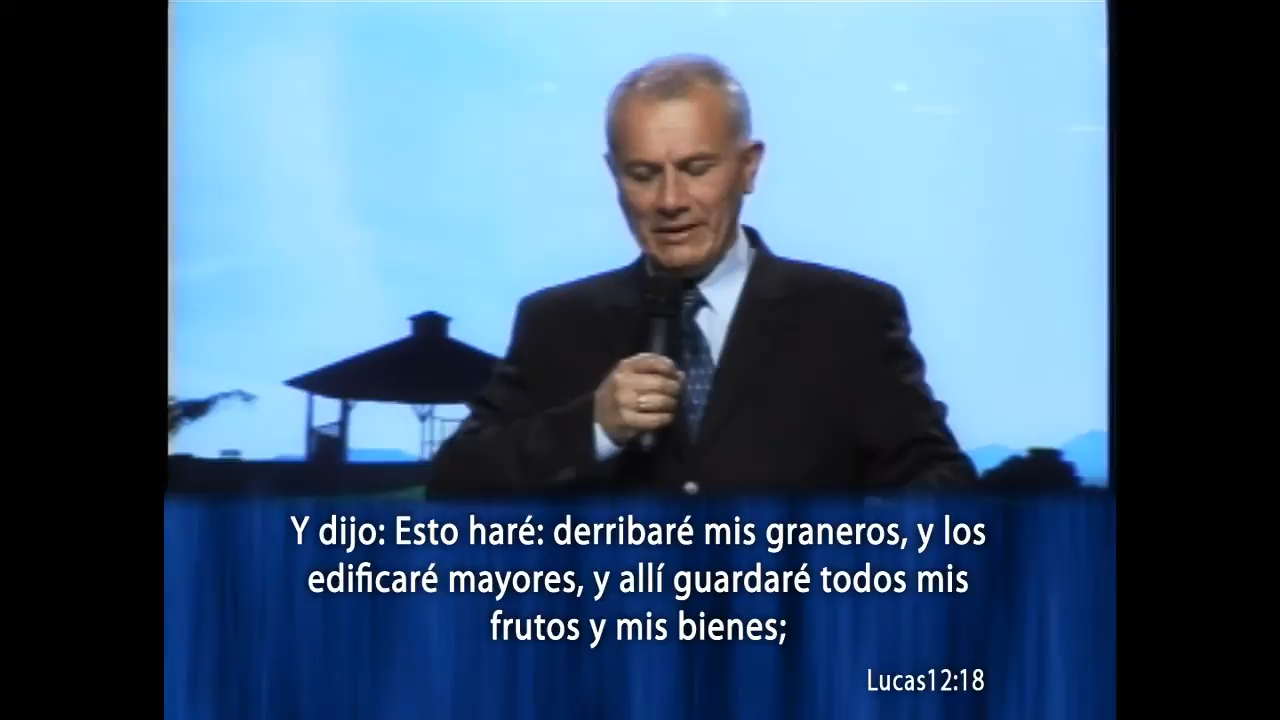 Y dijo: Esto haré: derribaré mis graneros, y los
edificaré mayores, y allí guardaré todos mis
frutos y mis bienes;
Lucas12:18